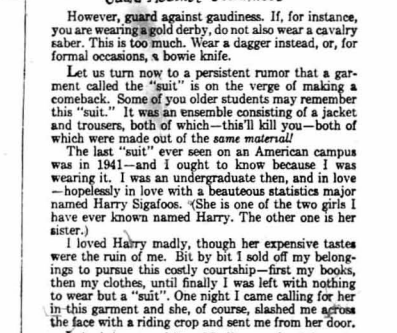 However, guard against gaudiness. If, for instance,
you are wearing a gold derby, do not also wear a cavalry
saber. This is too much. Wear a dagger instead, or, for
formal occasions, a bowie knife.
Let us turn now to a persistent rumor that a gar-
ment called the “suit” is on the verge of making a
comeback. Some of you older students may remember
this “suit.” It was an ensemble consisting of a jacket
and trousers, both of which—this’ll kill you—both of
which were made out of the same material!
The last “suit” ever seen on an American campus
was in 1941—and I ought to know because I was
wearing it. I was an undergraduate then, and in love
—hopelessly in love with a beauteous statistics major
named Harry Sigafoos. (She is one of the two girls I
have ever known named Harry. The other one is her
sister.)
I loved Harry madly, though her expensive tastes
were the ruin of me. Bit by bit I sold off my belong-
ings to pursue this costly courtship—first my books,
then my clothes, until finally I was left with nothing
to wear but a “suit”. One night I came calling for her
in this garment and she, of course, slashed me across
the face with a riding crop and sent me from her door.